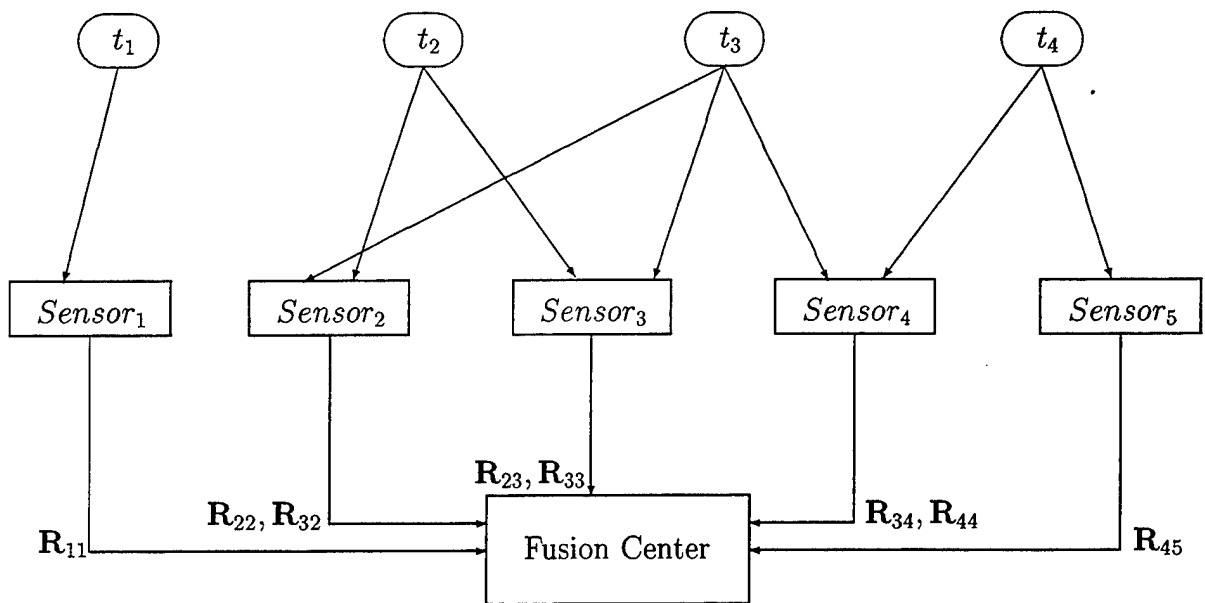 t₁ t₂ t₃ t₄
Sensor₁ Sensor₂ Sensor₃ Sensor₄ Sensor₅
R₂₃, R₃₃
R₂₂, R₃₂ R₃₄, R₄₄
R₁₁ Fusion Center R₄₅